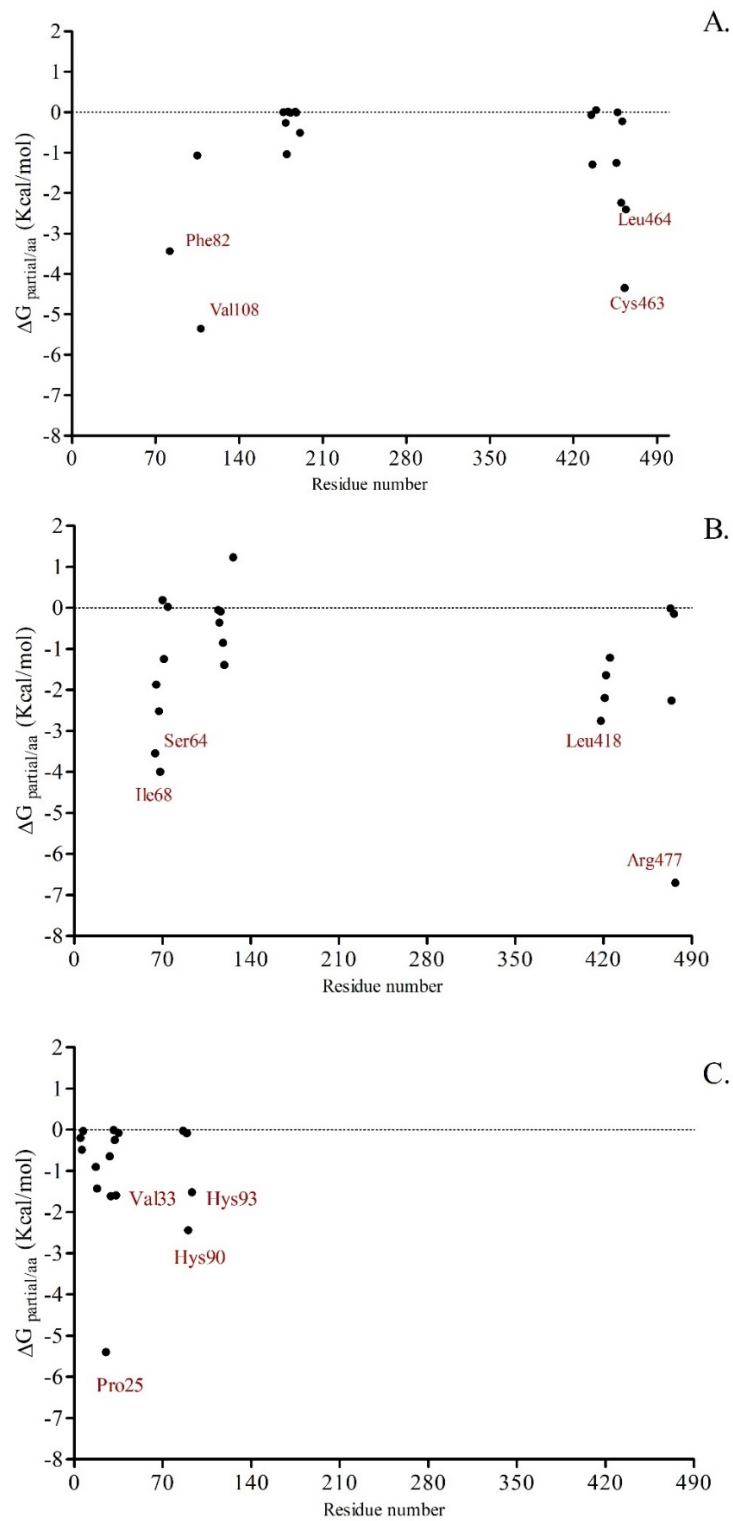 A.
2
1
0
-1
-2
-3
-4
-5
-6
-7
-8
ΔG partial/aa (Kcal/mol)
Phe82
Val108
Leu464
Cys463
0 70 140 210 280 350 420 490
Residue number
B.
2
1
0
-1
-2
-3
-4
-5
-6
-7
-8
ΔG partial/aa (Kcal/mol)
Ser64
Ile68
Leu418
Arg477
0 70 140 210 280 350 420 490
Residue number
C.
2
1
0
-1
-2
-3
-4
-5
-6
-7
-8
ΔG partial/aa (Kcal/mol)
Val33 Hys93
Hys90
Pro25
0 70 140 210 280 350 420 490
Residue number